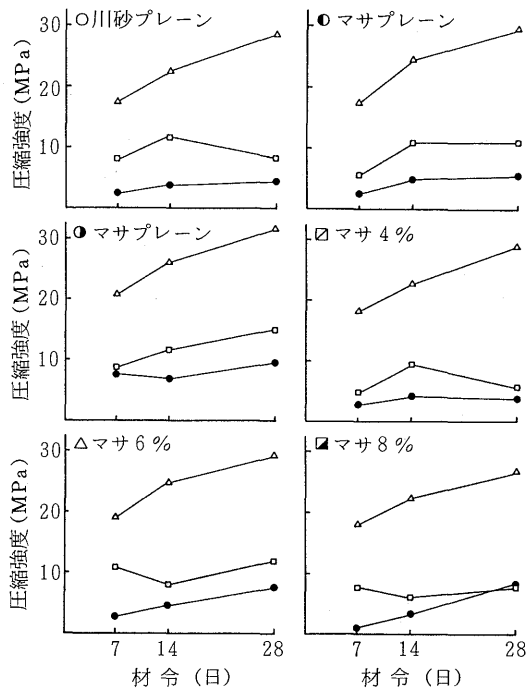 ○川砂プレーン
◐マサプレーン
圧縮強度(MPa)
30
20
10
◑マサプレーン
マサ4%
圧縮強度(MPa)
30
20
10
△マサ6%
マサ8%
圧縮強度(MPa)
30
20
10
7 14 28
7 14 28
材令(日)
材令(日)